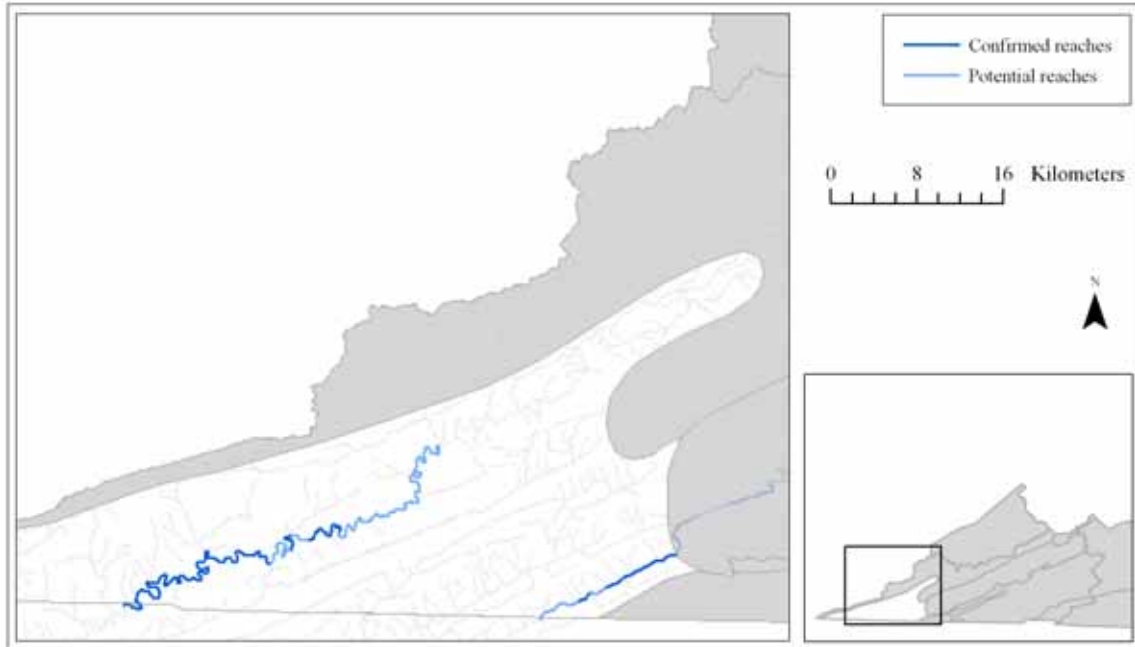 Confirmed reaches
Potential reaches
0 8 16 Kilometers
N